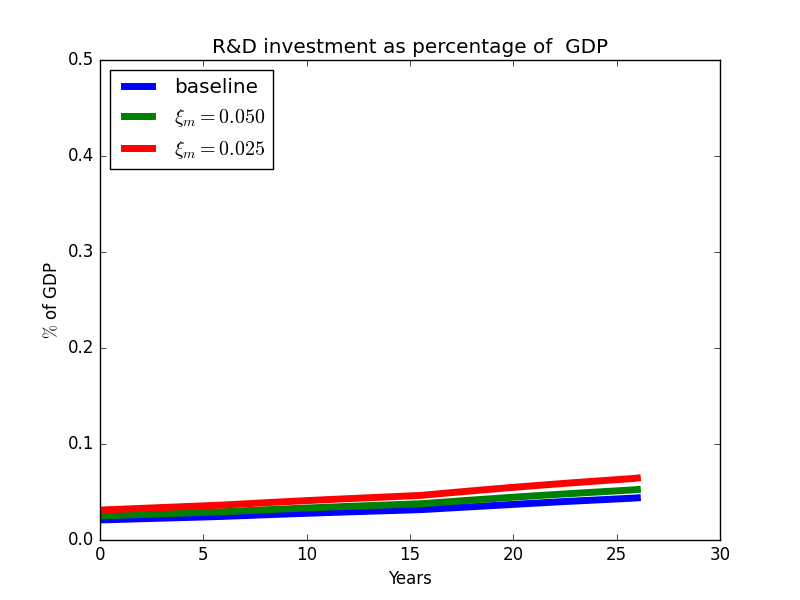 R&D investment as percentage of  GDP
0.5
0.4
0.3
0.2
0.1
0.0
% of GDP
baseline
ξₘ = 0.050
ξₘ = 0.025
0 5 10 15 20 25 30
Years